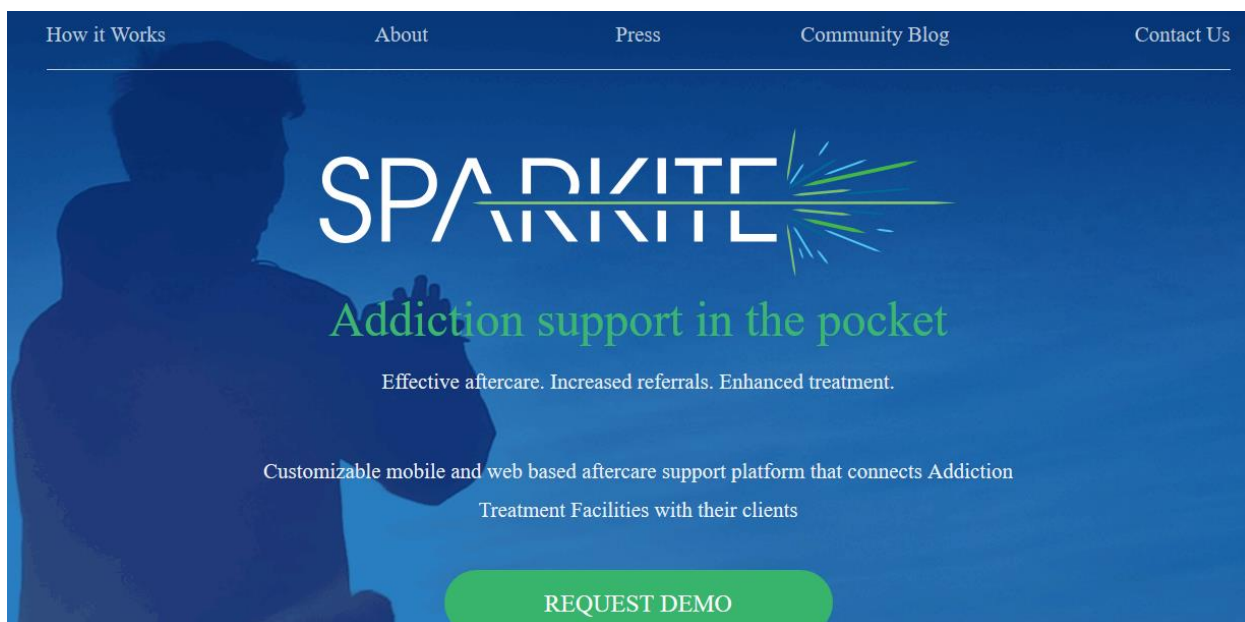 How it Works
About
Press
Community Blog
Contact Us
SPARKITE
Addiction support in the pocket
Effective aftercare. Increased referrals. Enhanced treatment.
Customizable mobile and web based aftercare support platform that connects Addiction
Treatment Facilities with their clients
REQUEST DEMO